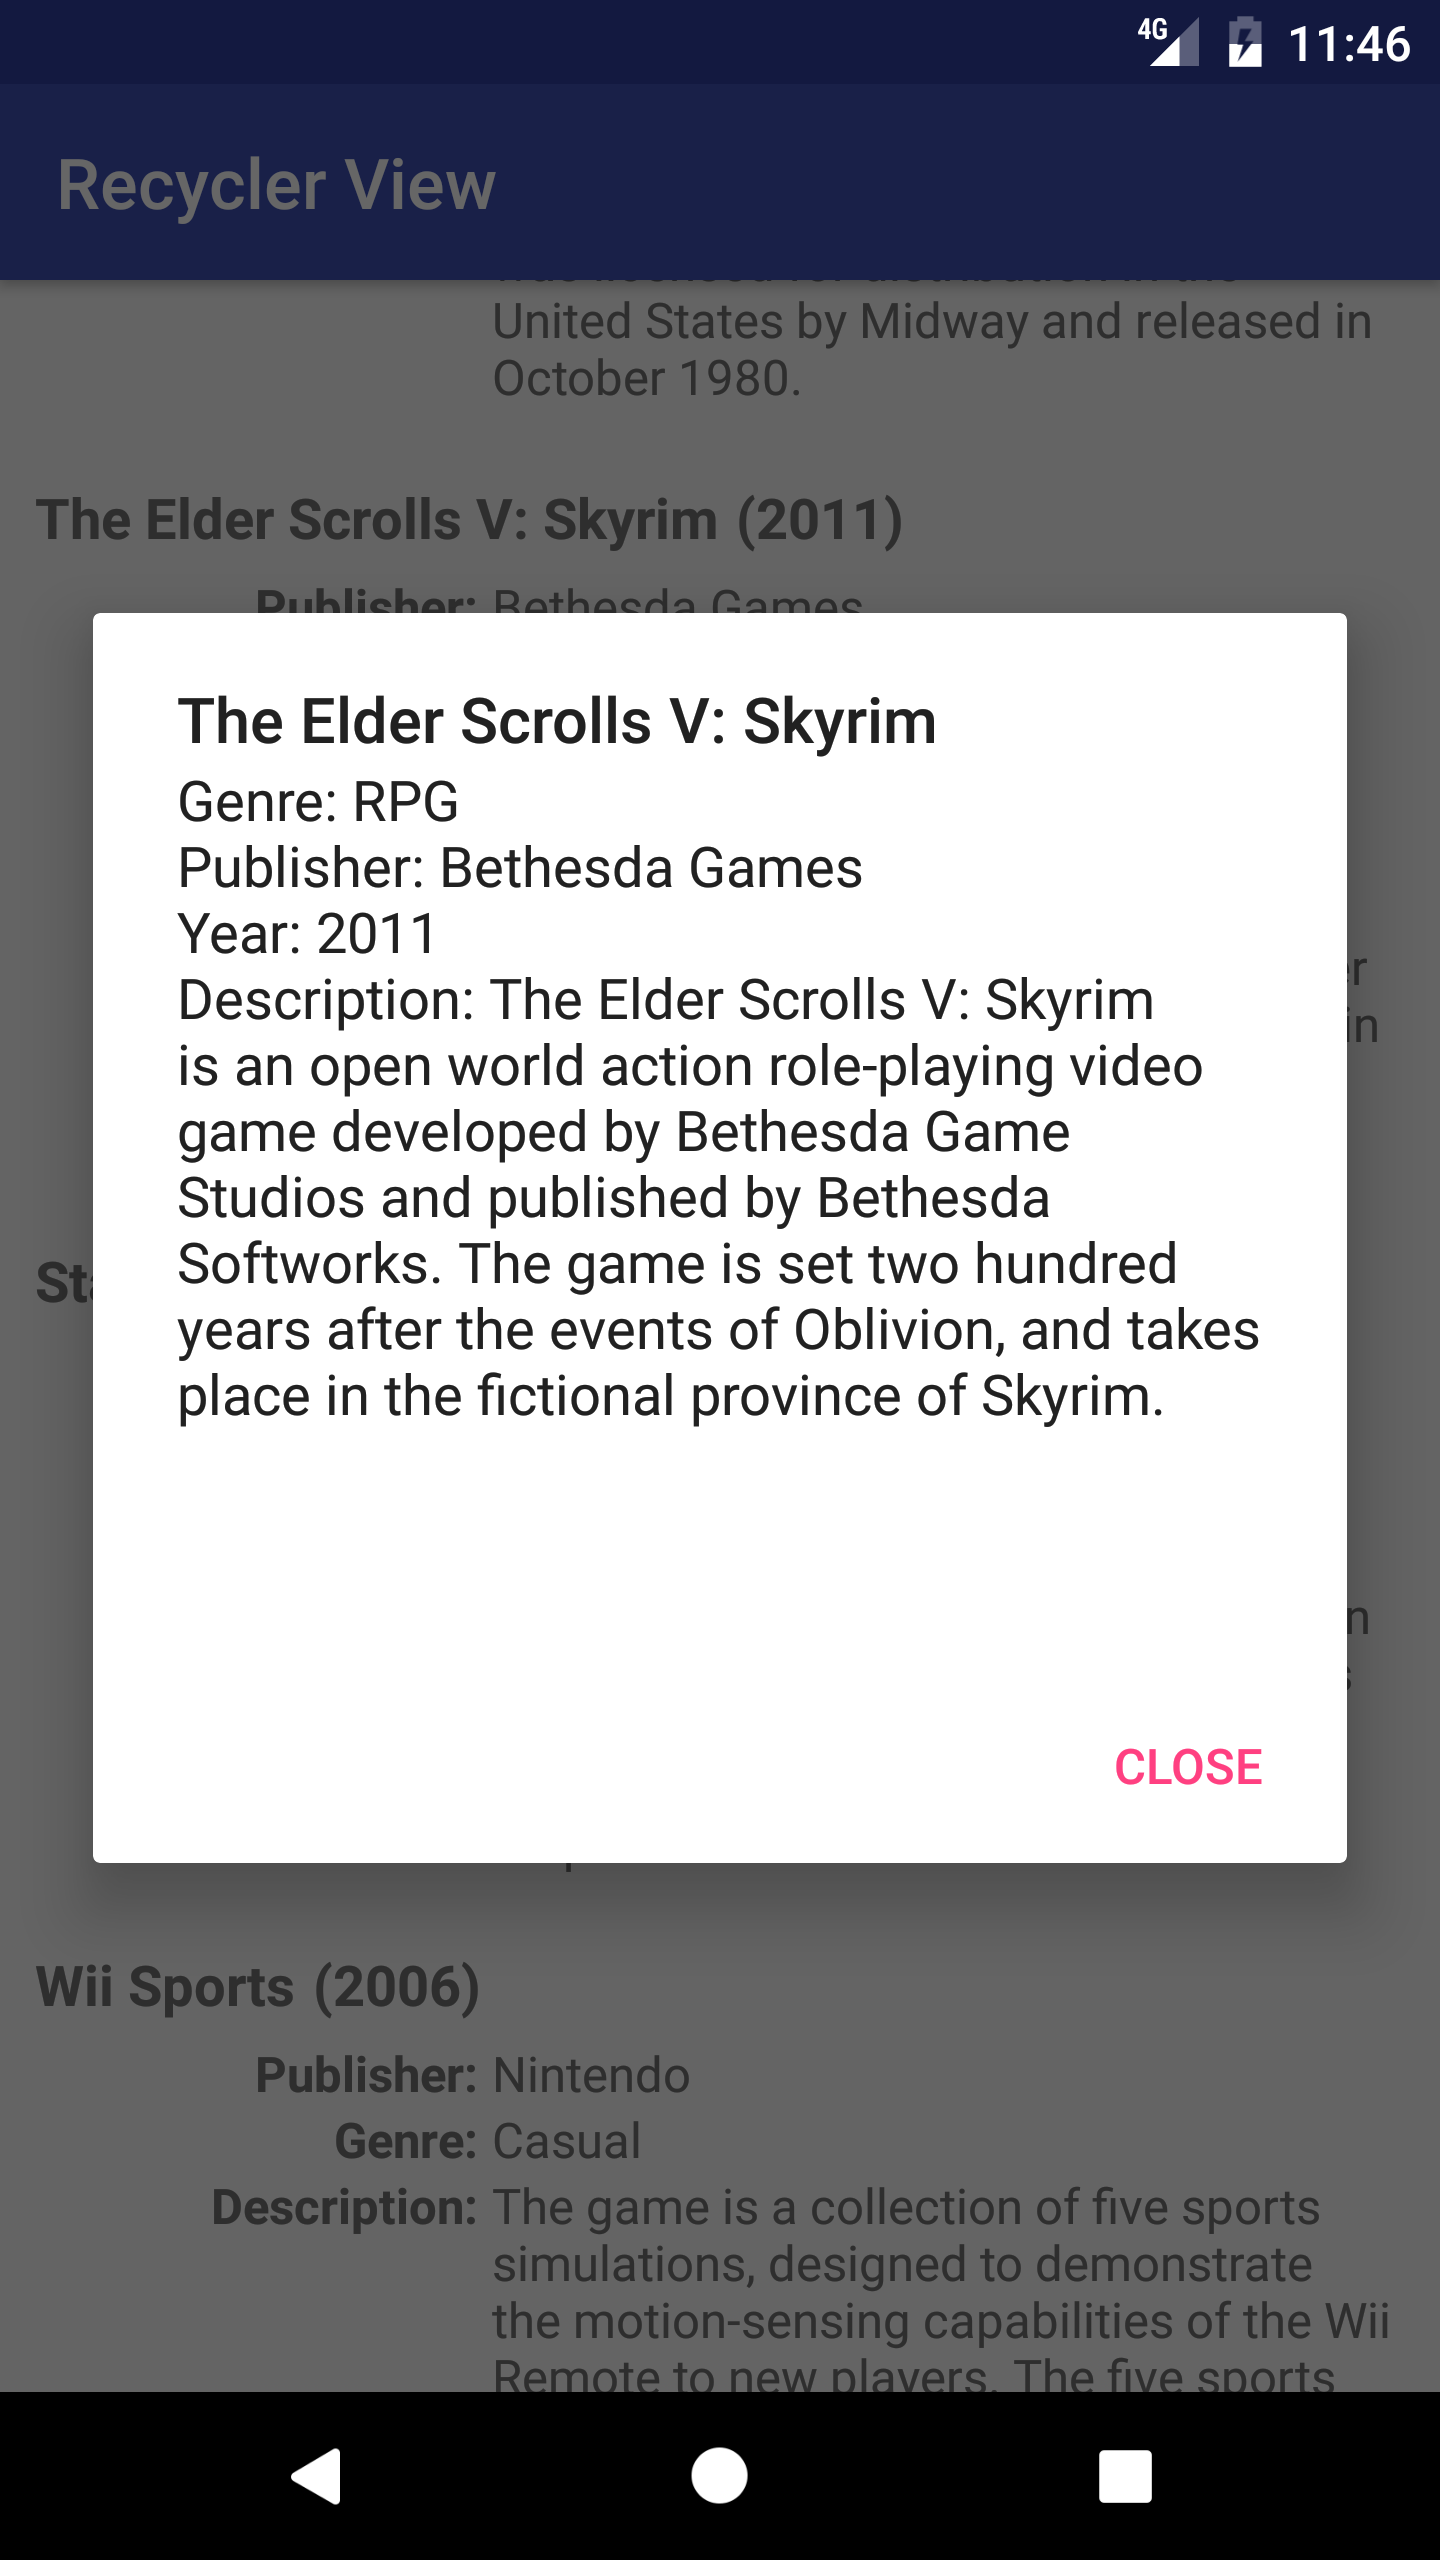 4G 11:46
Recycler View
United States by Midway and released in
October 1980.
The Elder Scrolls V: Skyrim (2011)
Publisher: Bethesda Games
The Elder Scrolls V: Skyrim
Genre: RPG
Publisher: Bethesda Games
Year: 2011
Description: The Elder Scrolls V: Skyrim
is an open world action role-playing video
game developed by Bethesda Game
Studios and published by Bethesda
Softworks. The game is set two hundred
years after the events of Oblivion, and takes
place in the fictional province of Skyrim.
CLOSE
Wii Sports (2006)
Publisher: Nintendo
Genre: Casual
Description: The game is a collection of five sports
simulations, designed to demonstrate
the motion-sensing capabilities of the Wii
Remote to new players. The five sports